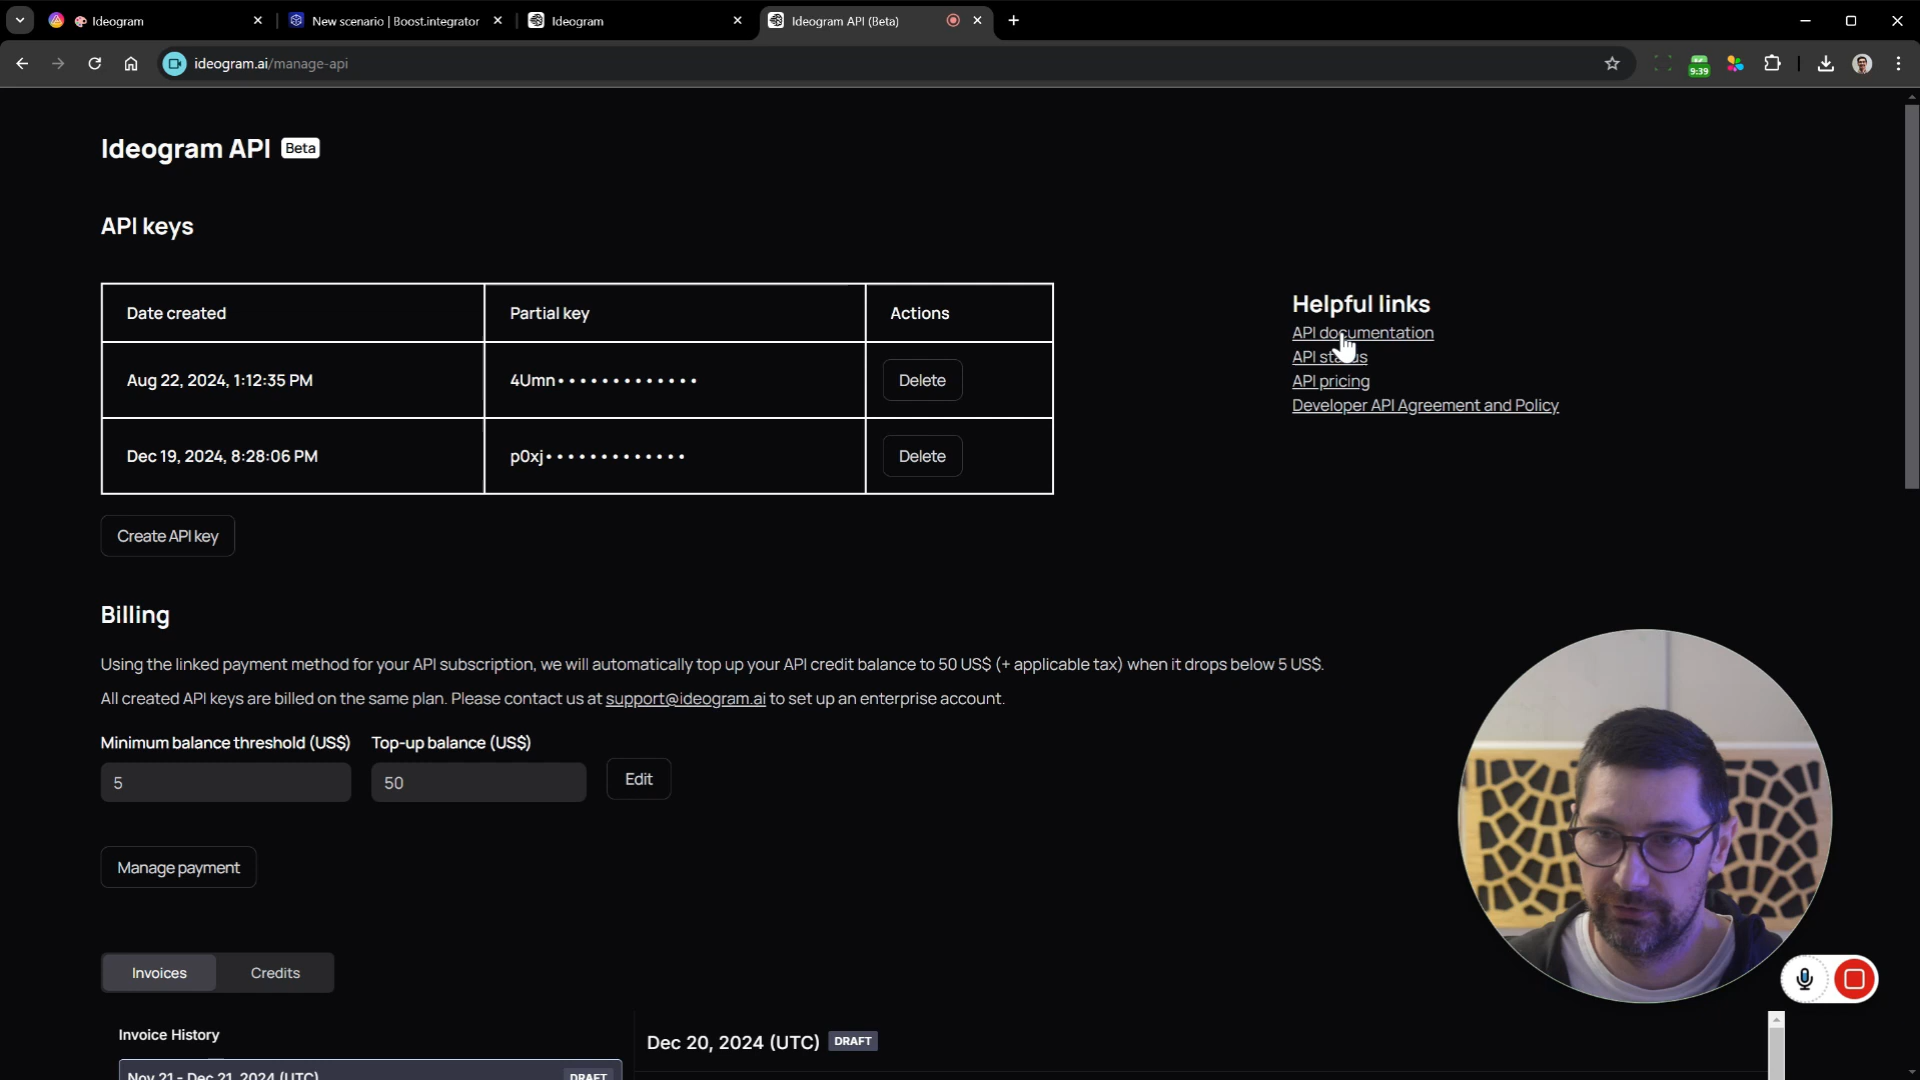 Ideogram
New scenario | Boost.integrator
Ideogram
Ideogram API (Beta)
ideogram.ai/manage-api
9:39
Ideogram API Beta
API keys
Date created Partial key Actions
Aug 22, 2024, 1:12:35 PM 4Umn••••••••••••• Delete
Dec 19, 2024, 8:28:06 PM p0xj••••••••••••• Delete
Create API key
Helpful links
API documentation
API status
API pricing
Developer API Agreement and Policy
Billing
Using the linked payment method for your API subscription, we will automatically top up your API credit balance to 50 US$ (+ applicable tax) when it drops below 5 US$.
All created API keys are billed on the same plan. Please contact us at support@ideogram.ai to set up an enterprise account.
Minimum balance threshold (US$) Top-up balance (US$)
5 50 Edit
Manage payment
Invoices Credits
Invoice History
Nov 21 - Dec 21, 2024 (UTC) DRAFT
Dec 20, 2024 (UTC) DRAFT